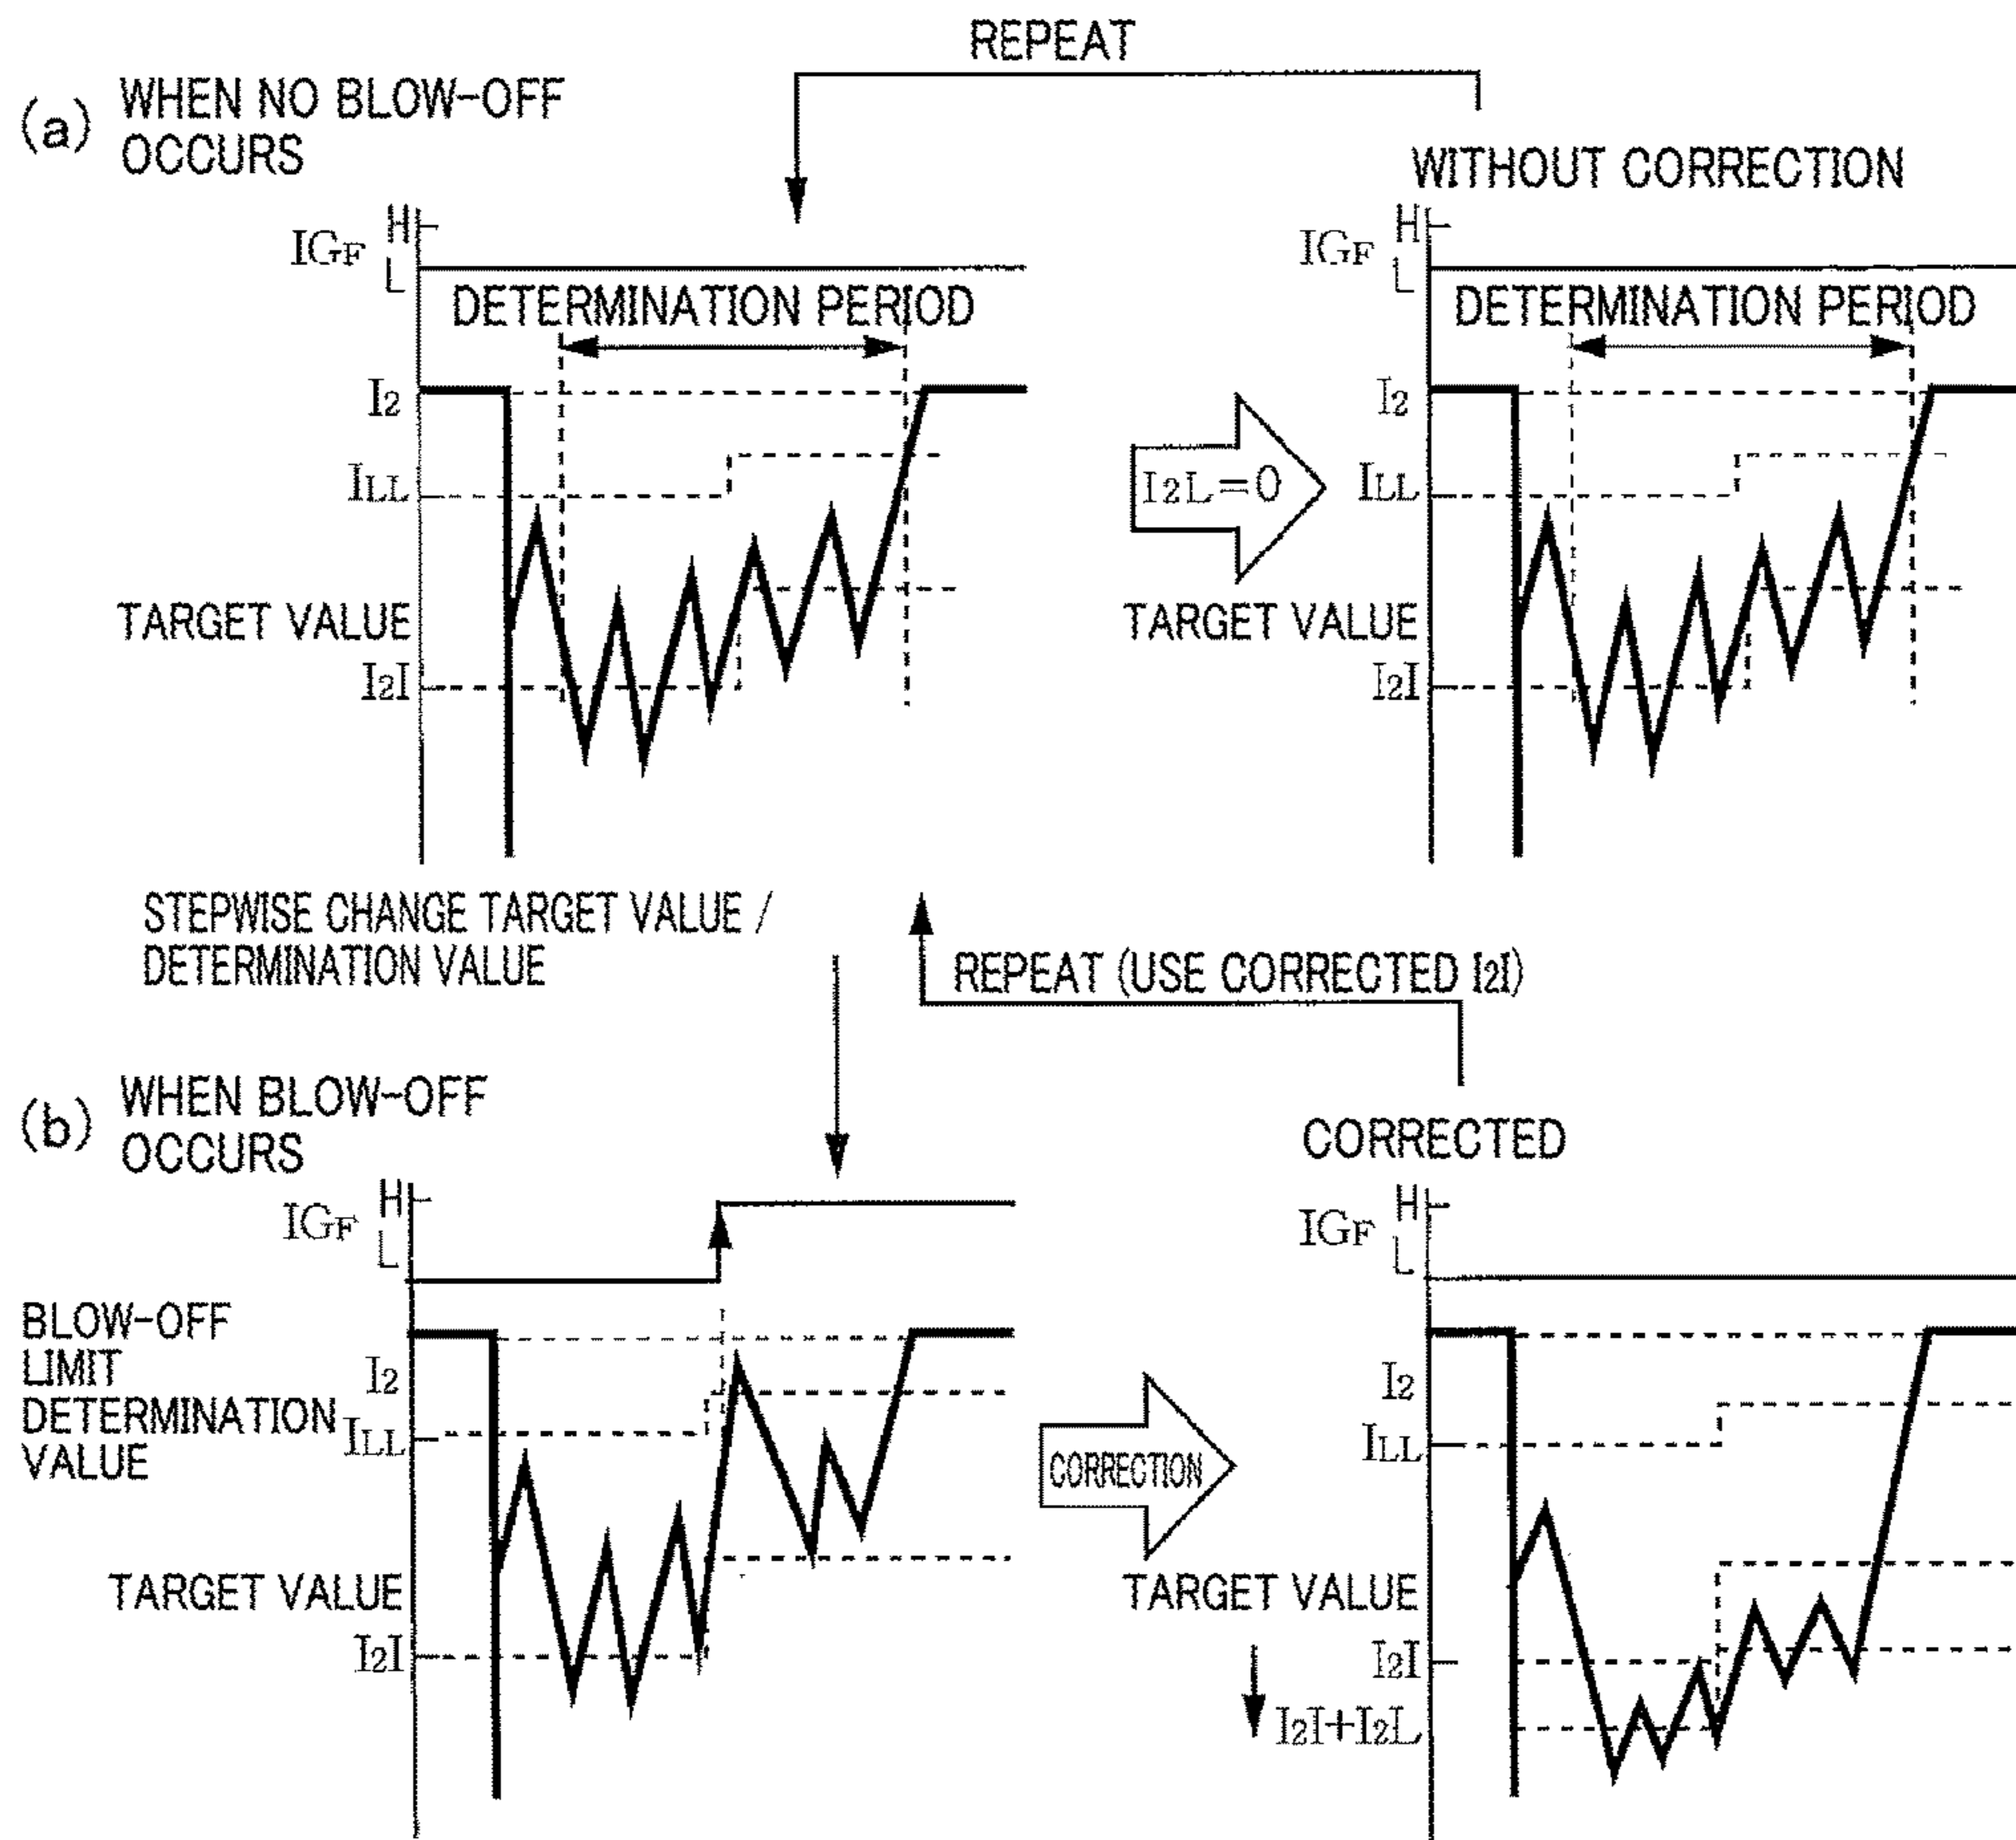 REPEAT
(a) WHEN NO BLOW-OFF
OCCURS
WITHOUT CORRECTION
IGF H
L
DETERMINATION PERIOD
I2
ILL
TARGET VALUE
I2I
I2L=0
IGF H
L
DETERMINATION PERIOD
I2
ILL
TARGET VALUE
I2I
STEPWISE CHANGE TARGET VALUE /
DETERMINATION VALUE
REPEAT (USE CORRECTED I2I)
(b) WHEN BLOW-OFF
OCCURS
CORRECTED
IGF H
L
BLOW-OFF
LIMIT
DETERMINATION
VALUE
I2
ILL
TARGET VALUE
I2I
CORRECTION
IGF H
L
I2
ILL
TARGET VALUE
I2I
I2I+I2L